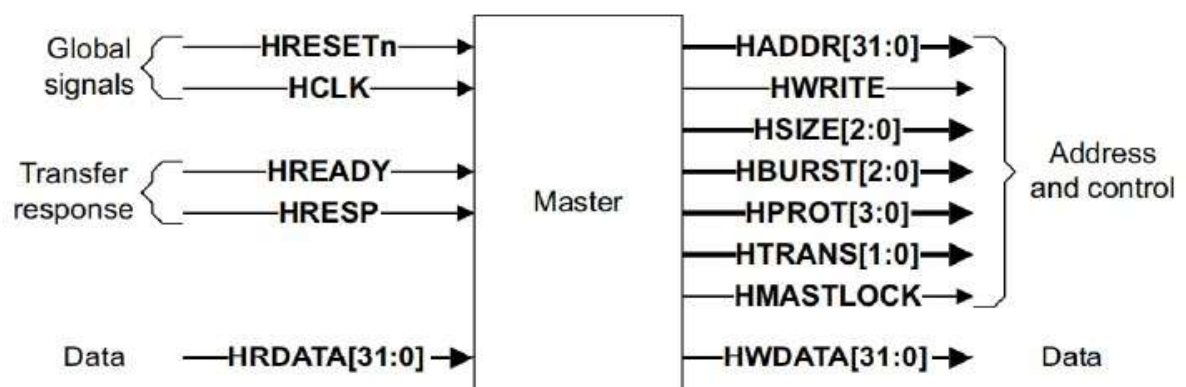 Global
signals
HRESETn
HCLK
Transfer
response
HREADY
HRESP
Data
HRDATA[31:0]
Master
HADDR[31:0]
HWRITE
HSIZE[2:0]
HBURST[2:0]
HPROT[3:0]
HTRANS[1:0]
HMASTLOCK
Address
and control
HWDATA[31:0]
Data